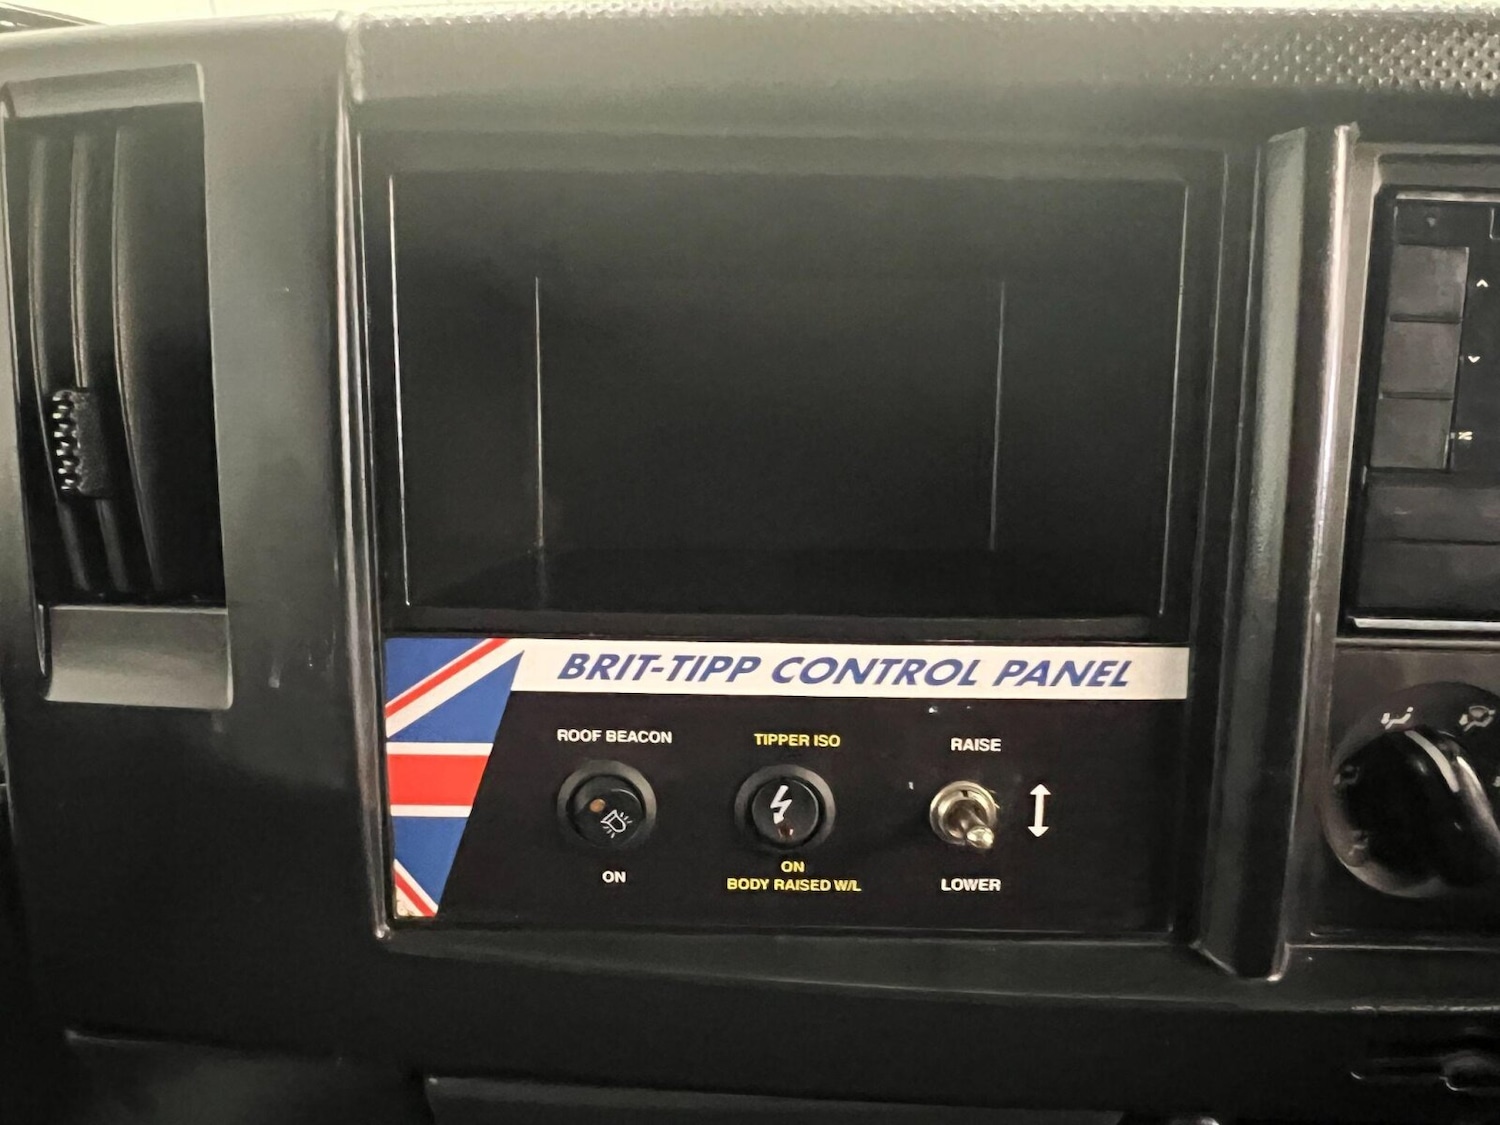 BRIT-TIPP CONTROL PANEL
ROOF BEACON
TIPPER ISO
RAISE
ON
ON
BODY RAISED W/L
LOWER